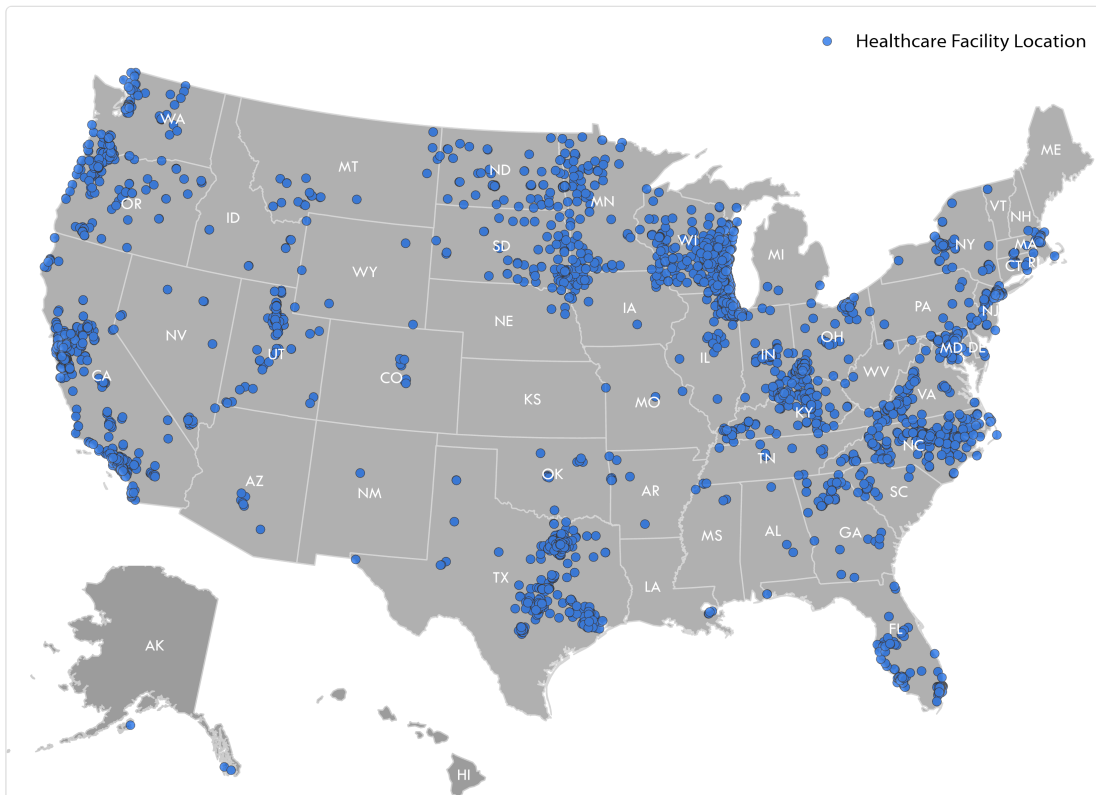 Healthcare Facility Location
WA
MT
ND
MN
ME
VT
NH
OR
ID
SD
WI
MI
NY
MA
CT
RI
WY
IA
NE
PA
NJ
NV
UT
CA
CO
KS
MO
IL
IN
OH
MD
DE
WV
VA
KY
NC
TN
AZ
NM
OK
AR
SC
MS
AL
GA
TX
LA
FL
AK
HI